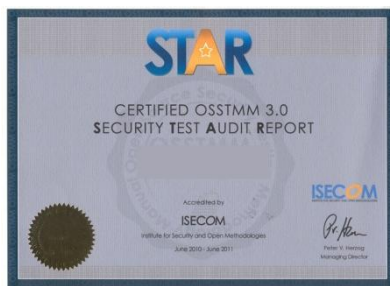 STAR
CERTIFIED OSSTMM 3.0
SECURITY TEST AUDIT REPORT
OSSTMM
Accredited by
ISECOM
Institute for Security and Open Methodologies
June 2010 - June 2011
ISECOM
Peter V. Herzog
Managing Director